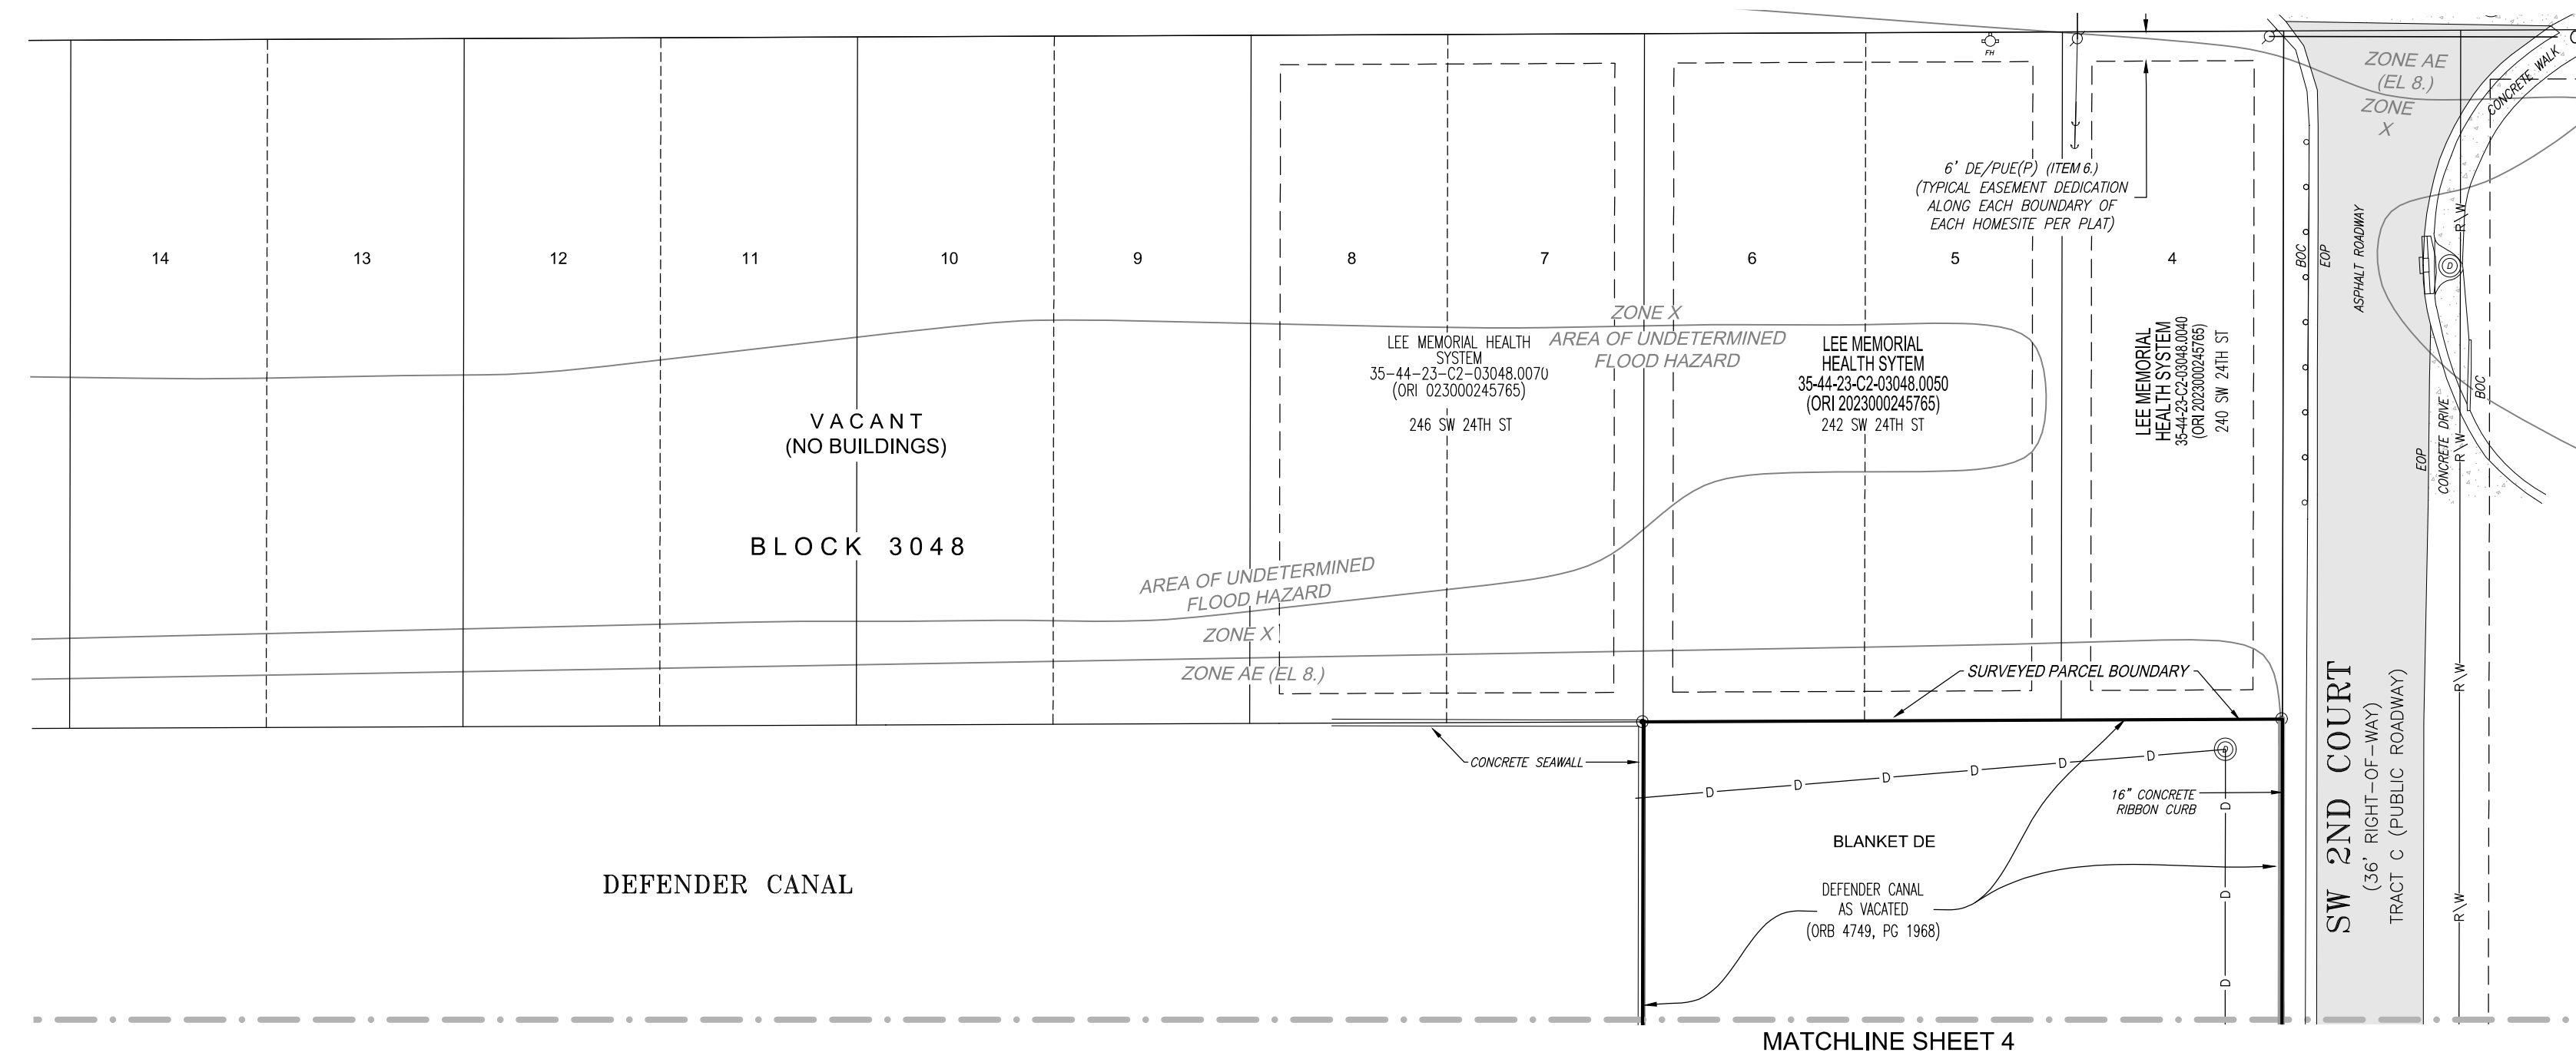 FH
ZONE AE
(EL 8.)
ZONE
X
CONCRETE WALK
6' DE/PUE(P) (ITEM 6.)
(TYPICAL EASEMENT DEDICATION
ALONG EACH BOUNDARY OF
EACH HOMESITE PER PLAT)
14
13
12
11
10
9
8
7
6
5
4
BOC
EOP
ASPHALT ROADWAY
R\W
D
ZONE X
AREA OF UNDETERMINED
FLOOD HAZARD
LEE MEMORIAL HEALTH
SYSTEM
35-44-23-C2-03048.0070
(ORI 023000245765)
246 SW 24TH ST
LEE MEMORIAL
HEALTH SYTEM
35-44-23-C2-03048.0050
(ORI 2023000245765)
242 SW 24TH ST
LEE MEMORIAL
HEALTH SYSTEM
35-44-23-C2-03048.0040
(ORI 2023000245765)
240 SW 24TH ST
BOC
EOP
CONCRETE DRIVE
R\W
VACANT
(NO BUILDINGS)
BLOCK 3048
AREA OF UNDETERMINED
FLOOD HAZARD
ZONE X
ZONE AE (EL 8.)
SURVEYED PARCEL BOUNDARY
R\W
CONCRETE SEAWALL
D
D
D
D
D
D
D
16" CONCRETE
RIBBON CURB
D
BLANKET DE
DEFENDER CANAL
DEFENDER CANAL
AS VACATED
(ORB 4749, PG 1968)
D
D
SW 2ND COURT
(36' RIGHT-OF-WAY)
TRACT C (PUBLIC ROADWAY)
R\W
MATCHLINE SHEET 4